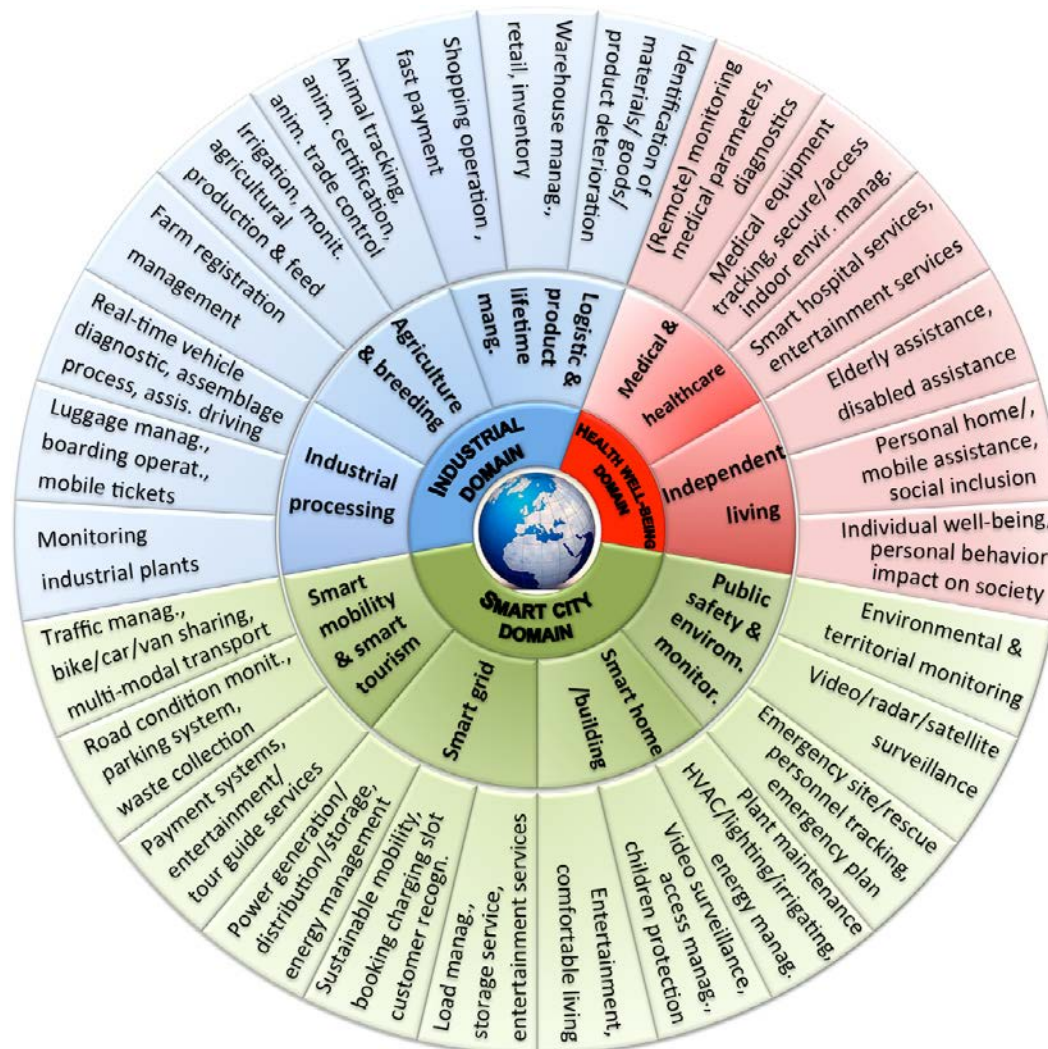 INDUSTRIAL
DOMAIN
HEALTH WELL-BEING
DOMAIN
SMART CITY
DOMAIN
Logistic &
product
lifetime
mang.
Agriculture
& breeding
Industrial
processing
Medical &
healthcare
Independent
living
Public
safety &
environm.
monitor.
Smart home
/building
Smart grid
Smart
mobility
& smart
tourism
Identification of
materials/ goods/
product deterioration
Warehouse manag.,
retail, inventory
Shopping operation ,
fast payment
Animal tracking,
anim. certification,
anim. trade control
Irrigation, monit.
agricultural
production & feed
Farm registration
management
Real-time vehicle
diagnostic, assemblage
process, assis. driving
Luggage manag.,
boarding operat.,
mobile tickets
Monitoring
industrial plants
(Remote) monitoring
medical parameters,
diagnostics
Medical equipment
tracking, secure/access
indoor envir. manag.
Smart hospital services,
entertainment services
Elderly assistance,
disabled assistance
Personal home/,
mobile assistance,
social inclusion
Individual well-being,
personal behavior
impact on society
Environmental &
territorial monitoring
Video/radar/satellite
surveillance
Emergency site/rescue
personnel tracking,
emergency plan
Plant maintenance
HVAC/lighting/irrigating,
energy manag.
Video surveillance,
access manag.,
children protection
Entertainment,
comfortable living
Load manag.,
storage service,
entertainment services
Sustainable mobility,
booking charging slot
customer recogn.
Power generation/
distribution/storage,
energy management
Payment systems,
entertainment/
tour guide services
Road condition monit.,
parking system,
waste collection
Traffic manag.,
bike/car/van sharing,
multi-modal transport